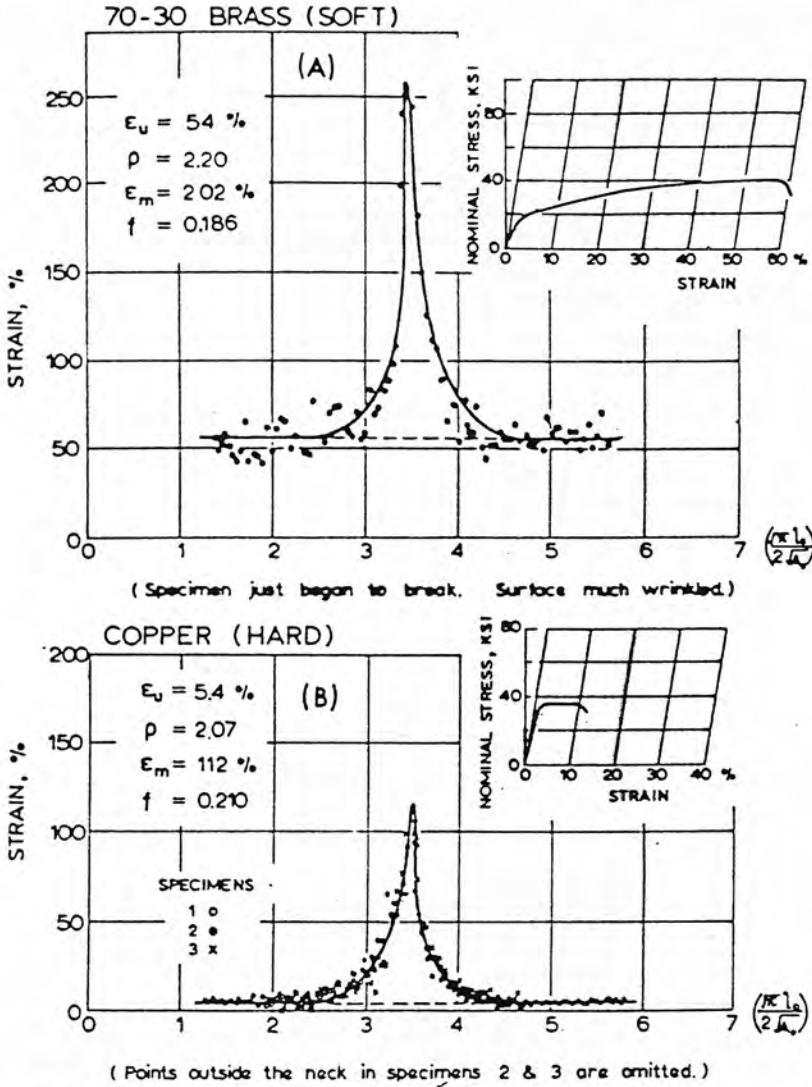 70-30 BRASS (SOFT)
(A)
εu = 54 %
ρ = 2.20
εm = 202 %
f = 0.186
STRAIN, %
250
200
150
100
50
0
0 1 2 3 4 5 6 7
NOMINAL STRESS, KSI
80
40
0
0 10 20 30 40 50 60 %
STRAIN
(Specimen just began to break. Surface much wrinkled.)
COPPER (HARD)
(B)
εu = 5.4 %
ρ = 2.07
εm = 112 %
f = 0.210
SPECIMENS
1 o
2 •
3 x
STRAIN, %
200
150
100
50
0
0 1 2 3 4 5 6 7
NOMINAL STRESS, KSI
80
40
0
0 10 20 30 40 %
STRAIN
(Points outside the neck in specimens 2 & 3 are omitted.)